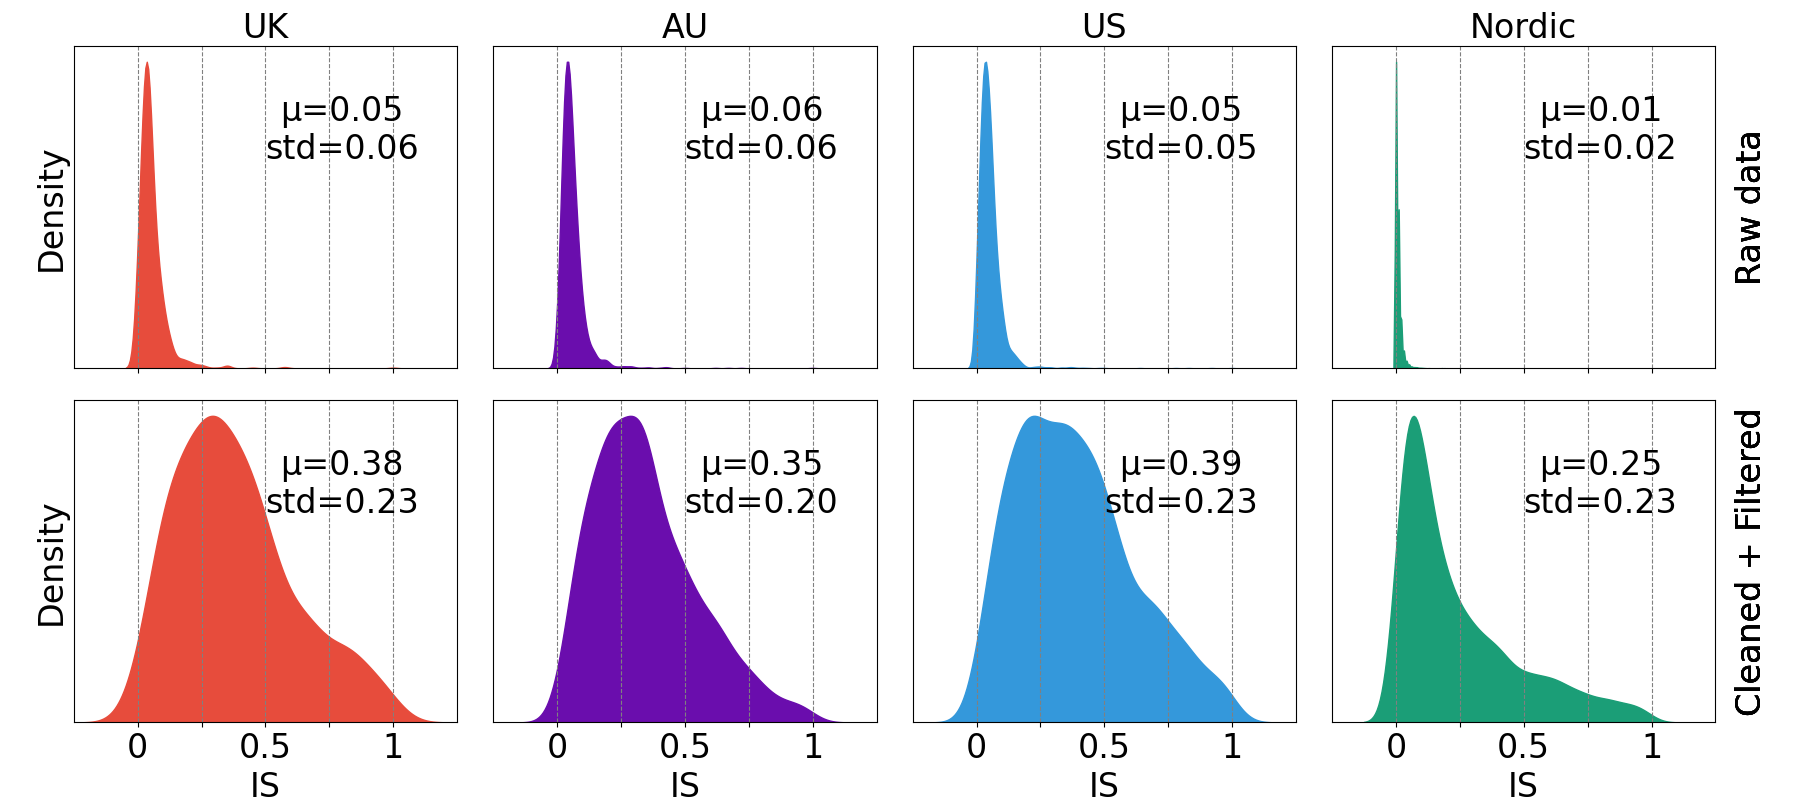 UK
AU
US
Nordic
Density
μ=0.05
std=0.06
μ=0.06
std=0.06
μ=0.05
std=0.05
μ=0.01
std=0.02
Raw data
Density
μ=0.38
std=0.23
μ=0.35
std=0.20
μ=0.39
std=0.23
μ=0.25
std=0.23
Cleaned + Filtered
0 0.5 1
0 0.5 1
0 0.5 1
0 0.5 1
IS
IS
IS
IS